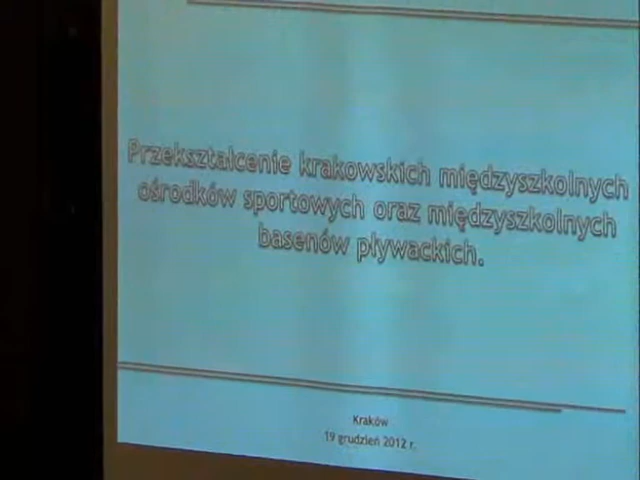 Przekształcenie krakowskich międzyszkolnych
ośrodków sportowych oraz międzyszkolnych
basenów pływackich.
Kraków
19 grudzień 2012 r.